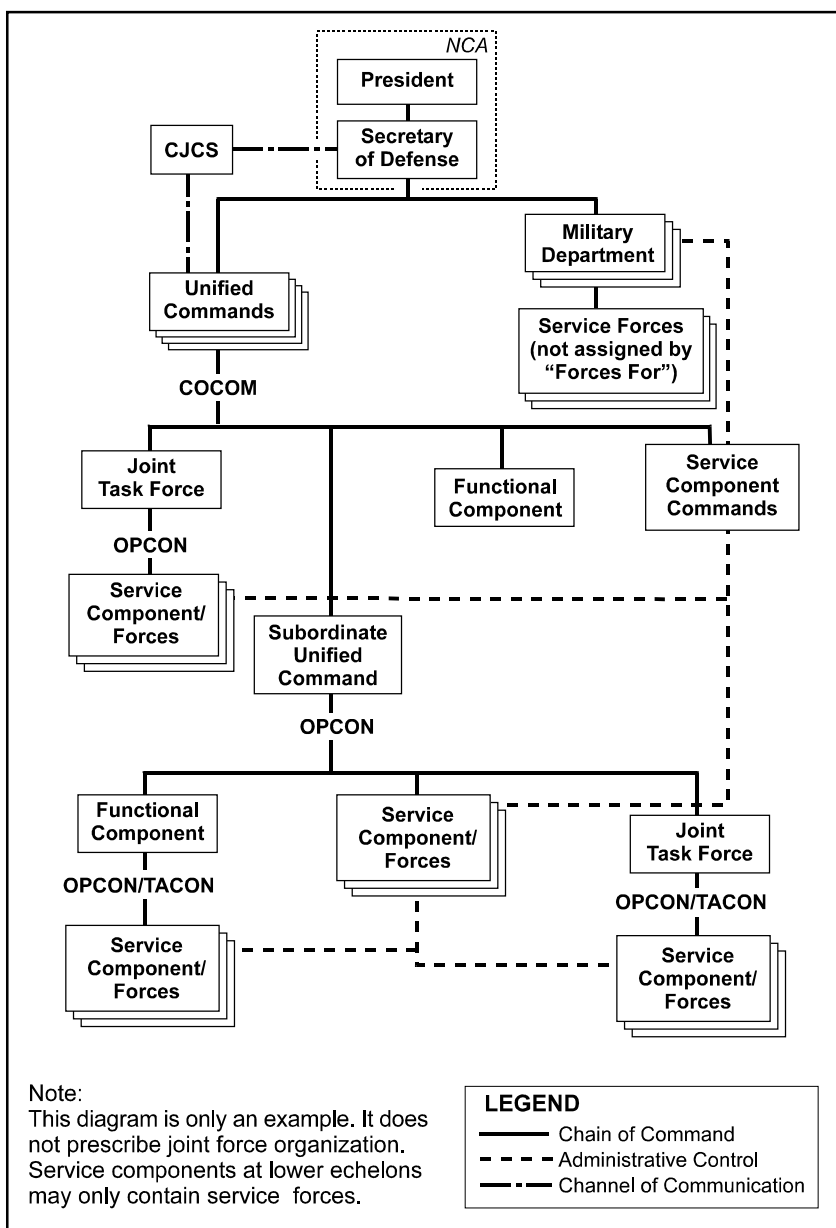 NCA
President
Secretary
of Defense
CJCS
Military
Department
Unified
Commands
Service Forces
(not assigned by
“Forces For”)
COCOM
Joint
Task Force
Functional
Component
Service
Component
Commands
OPCON
Service
Component/
Forces
Subordinate
Unified
Command
OPCON
Functional
Component
Service
Component/
Forces
Joint
Task Force
OPCON/TACON
OPCON/TACON
Service
Component/
Forces
Service
Component/
Forces
Note:
This diagram is only an example. It does
not prescribe joint force organization.
Service components at lower echelons
may only contain service forces.
LEGEND
Chain of Command
Administrative Control
Channel of Communication